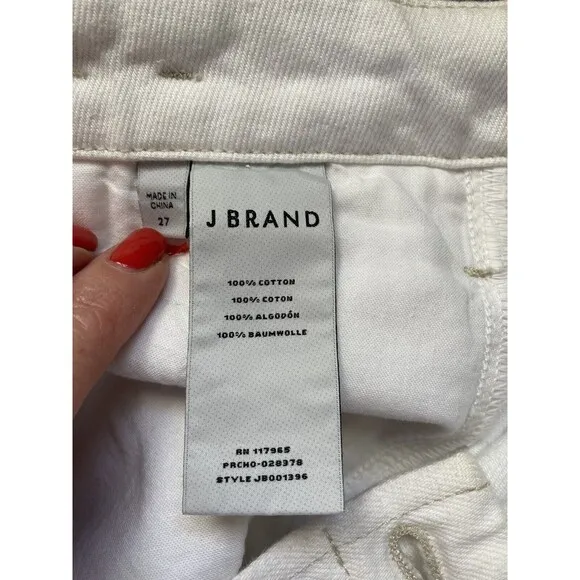 MADE IN
CHINA
27
J BRAND
100% COTTON
100% COTON
100% ALGODÓN
100% BAUMWOLLE
RN 117965
PRCHO-028378
STYLE JB001396